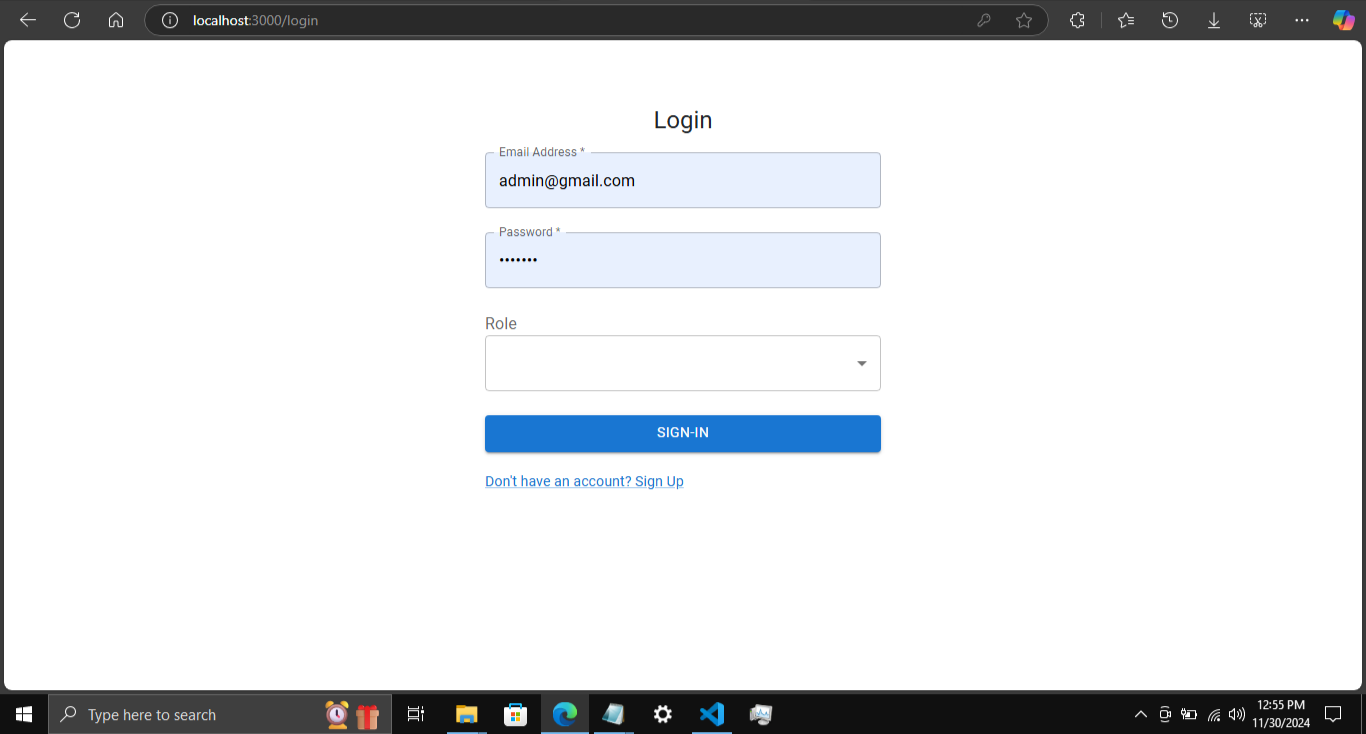 localhost:3000/login
Login
Email Address *
admin@gmail.com
Password *
•••••••
Role
SIGN-IN
Don't have an account? Sign Up
Type here to search
12:55 PM
11/30/2024